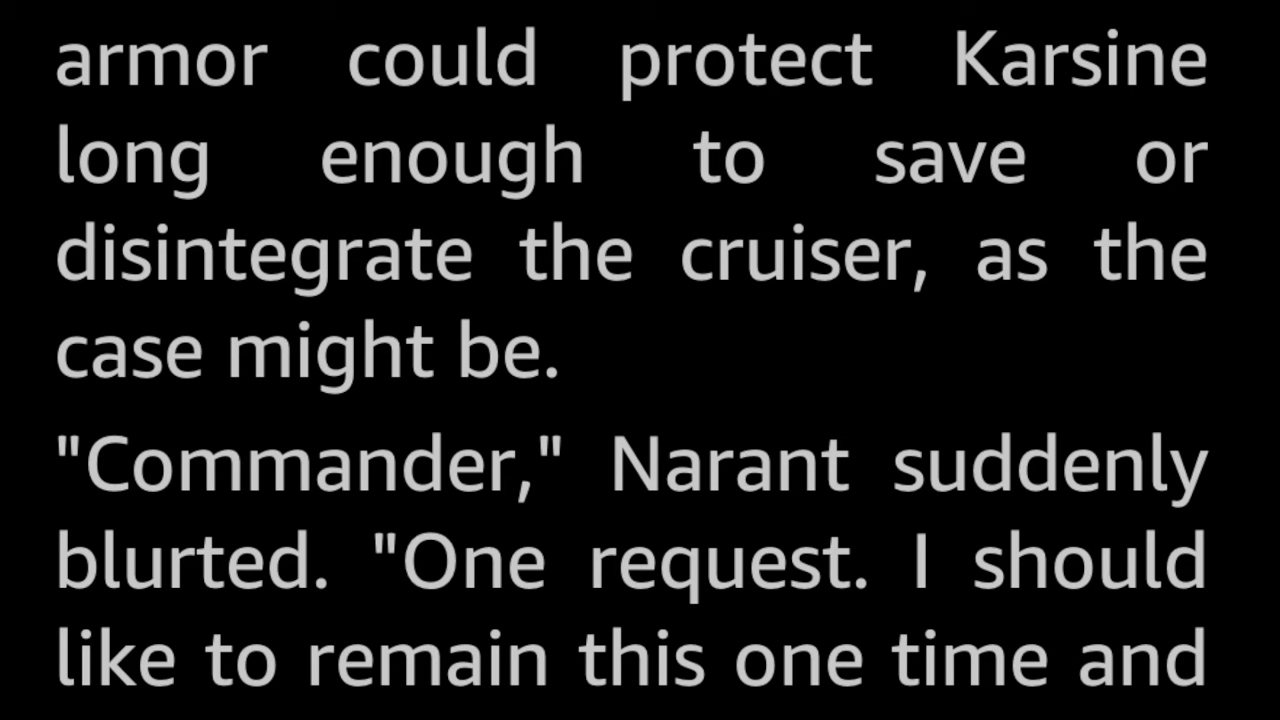 armor could protect Karsine
long enough to save or
disintegrate the cruiser, as the
case might be.
"Commander," Narant suddenly
blurted. "One request. I should
like to remain this one time and